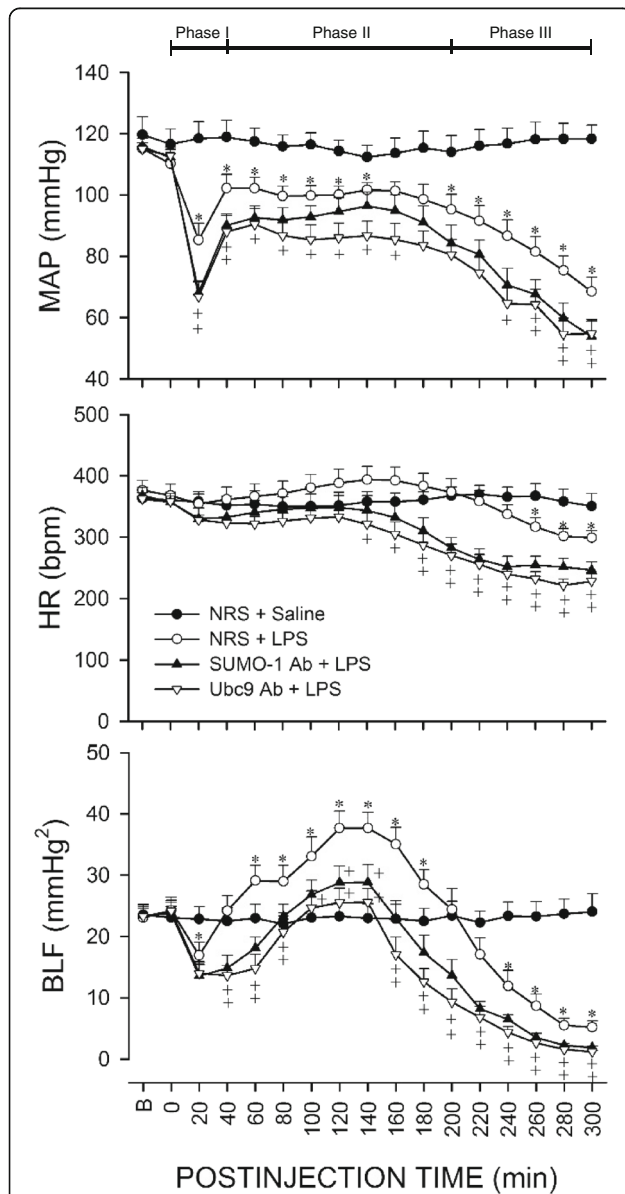 Phase I Phase II Phase III
MAP (mmHg)
140
120
100
80
60
40
* * * * * * * * * * * * *
+ + + + + + + + + + + + + + + + + +
HR (bpm)
500
400
300
200
100
0
* * *
+ + + + + + + + + + + + + + + +
NRS + Saline
NRS + LPS
SUMO-1 Ab + LPS
Ubc9 Ab + LPS
BLF (mmHg²)
50
40
30
20
10
0
* * * * * * * * * * * *
+ + + + + + + + + + + + + + + + + + + + + + + + + + + +
B 0 20 40 60 80 100 120 140 160 180 200 220 240 260 280 300
POSTINJECTION TIME (min)